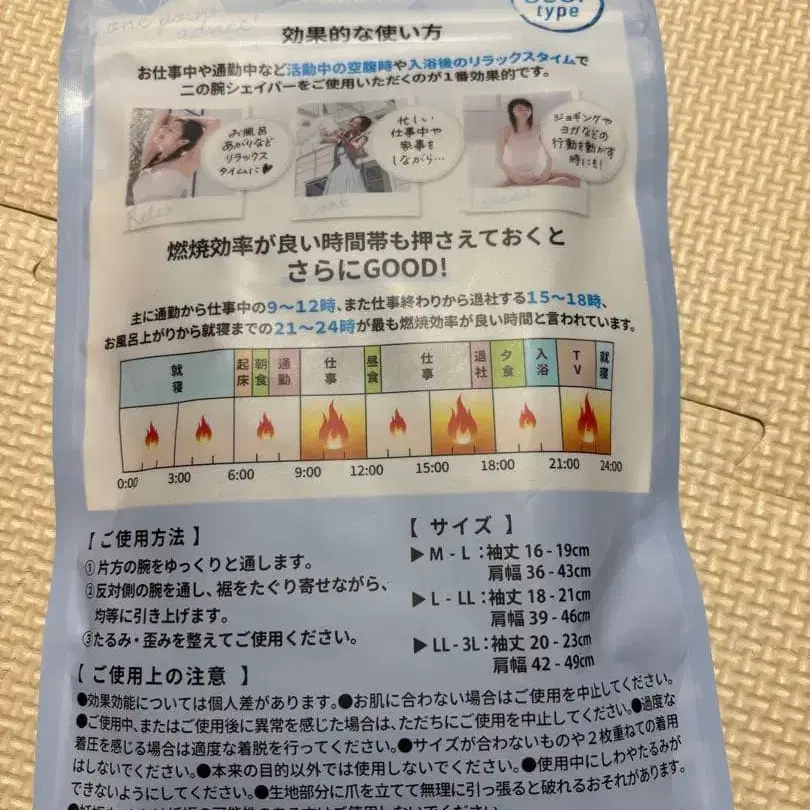 one point advice!
type
効果的な使い方
お仕事中や通勤中など活動中の空腹時や入浴後のリラックスタイムで
二の腕シェイパーをご使用いただくのが1番効果的です。
お風呂
あがりなど
リラックス
タイムに♥
忙しい
仕事中や
家事を
しながら…
ジョギングや
ヨガなどの
行動を動かす
時にも!
Relax
燃焼効率が良い時間帯も押さえておくと
さらにGOOD!
主に通勤から仕事中の9〜12時、また仕事終わりから退社する15〜18時、
お風呂上がりから就寝までの21〜24時が最も燃焼効率が良い時間と言われています。
就寝 起床 朝食 通勤 仕事 昼食 仕事 退社 夕食 入浴 TV 就寝
0:00 3:00 6:00 9:00 12:00 15:00 18:00 21:00 24:00
【ご使用方法】
①片方の腕をゆっくりと通します。
②反対側の腕を通し、裾をたぐり寄せながら、
均等に引き上げます。
③たるみ・歪みを整えてご使用ください。
【サイズ】
▶M-L:袖丈 16-19cm
肩幅 36-43cm
▶L-LL:袖丈 18-21cm
肩幅 39-46cm
▶LL-3L:袖丈 20-23cm
肩幅 42-49cm
【ご使用上の注意】
●効果効能については個人差があります。●お肌に合わない場合はご使用を中止してください。
●ご使用中、またはご使用後に異常を感じた場合は、ただちにご使用を中止してください。●過度な
着圧を感じる場合は適度な着脱を行ってください。●サイズが合わないものや2枚重ねての着用
はしないでください。●本来の目的以外では使用しないでください。●使用中にしわやたるみが
できないようにしてください。●生地部分に爪を立てて無理に引っ張ると破れるおそれがあります。